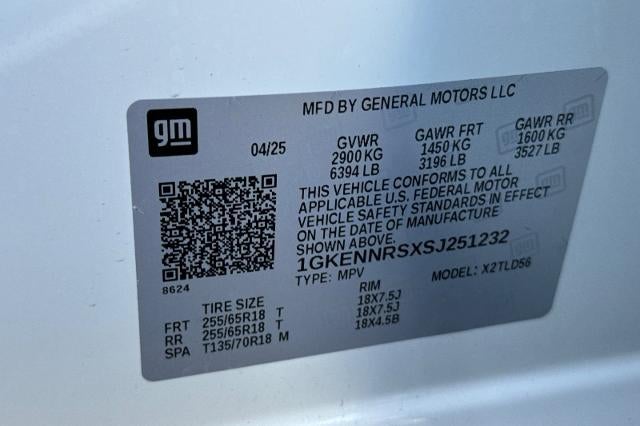 MFD BY GENERAL MOTORS LLC
gm
04/25 GVWR GAWR FRT GAWR RR
2900 KG 1450 KG 1600 KG
6394 LB 3196 LB 3527 LB
THIS VEHICLE CONFORMS TO ALL
APPLICABLE U.S. FEDERAL MOTOR
VEHICLE SAFETY STANDARDS IN EFFECT
ON THE DATE OF MANUFACTURE
SHOWN ABOVE.
1GKENNRSXSJ251232
TYPE: MPV MODEL: X2TLD56
8624
TIRE SIZE RIM
FRT 255/65R18 T 18X7.5J
RR 255/65R18 T 18X7.5J
SPA T135/70R18 M 18X4.5B